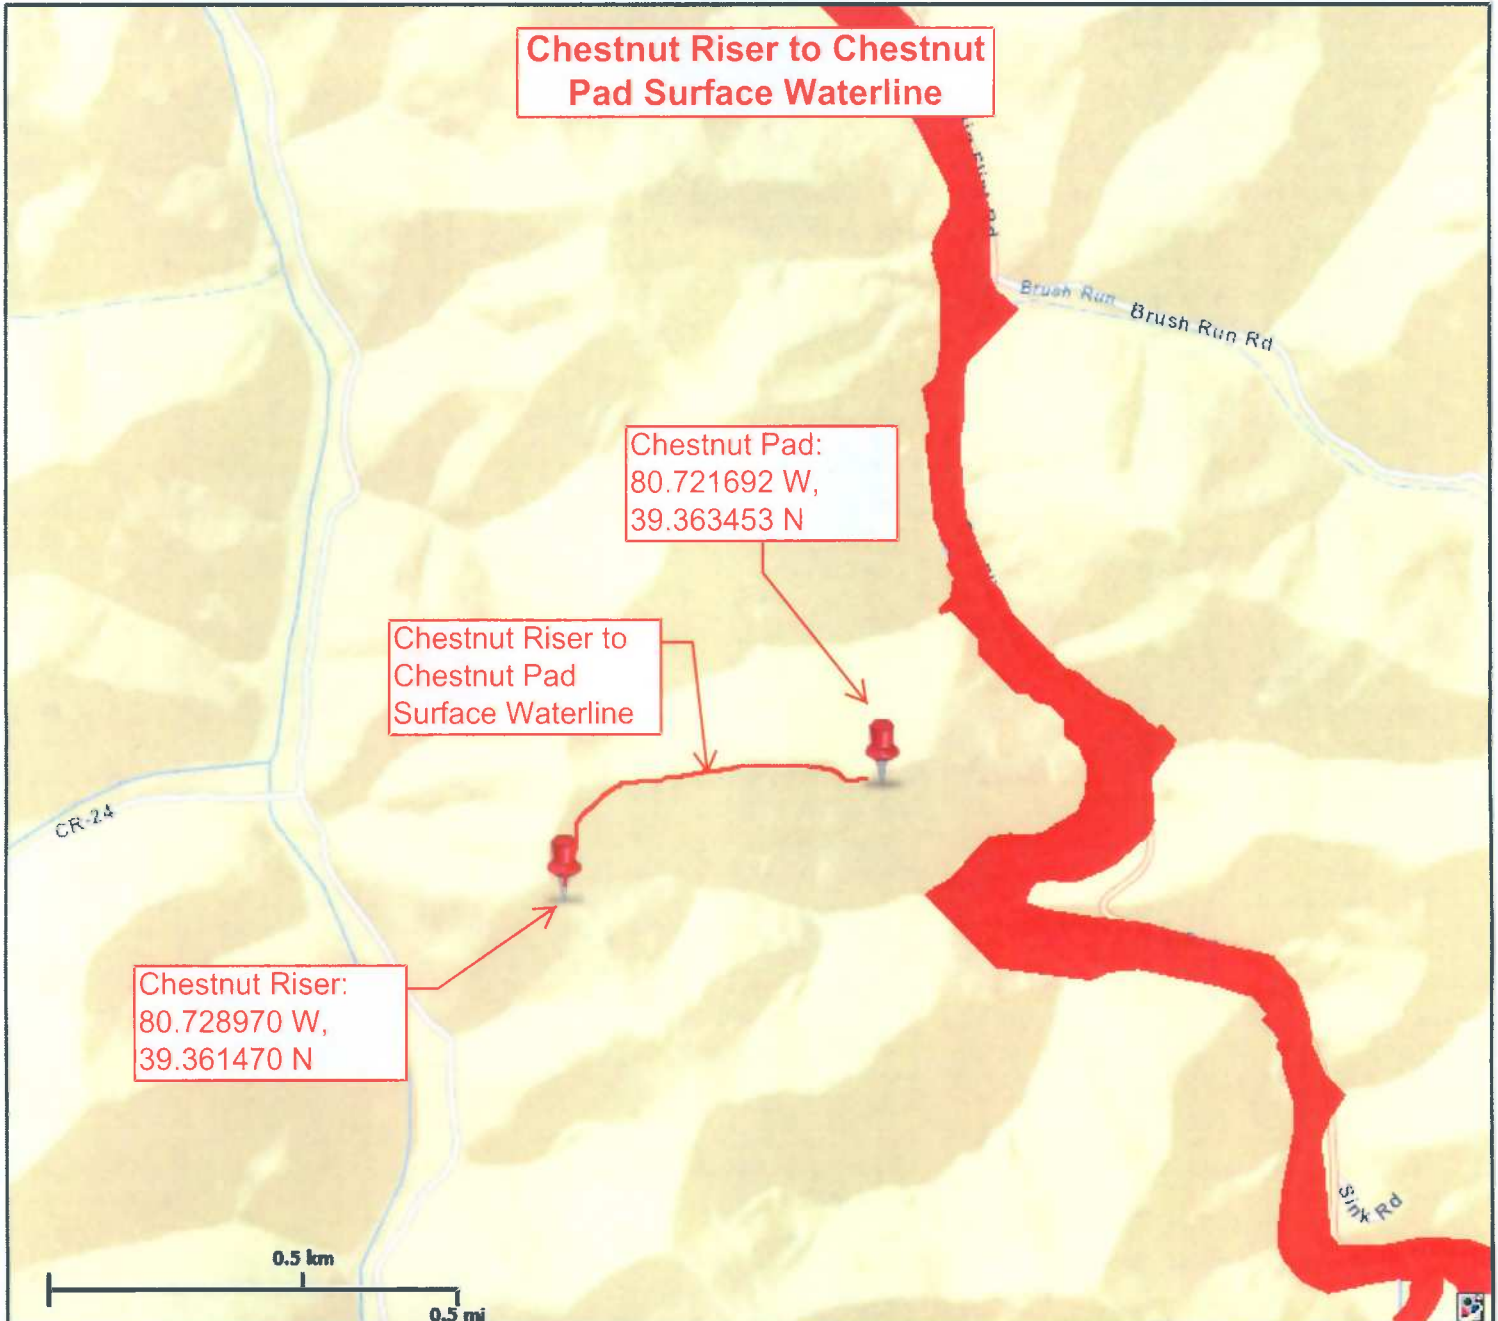 Chestnut Riser to Chestnut
Pad Surface Waterline
Brush Run
Brush Run Rd
Chestnut Pad:
80.721692 W,
39.363453 N
Chestnut Riser to
Chestnut Pad
Surface Waterline
CR-24
Chestnut Riser:
80.728970 W,
39.361470 N
Sink Rd
0.5 km
0.5 mi